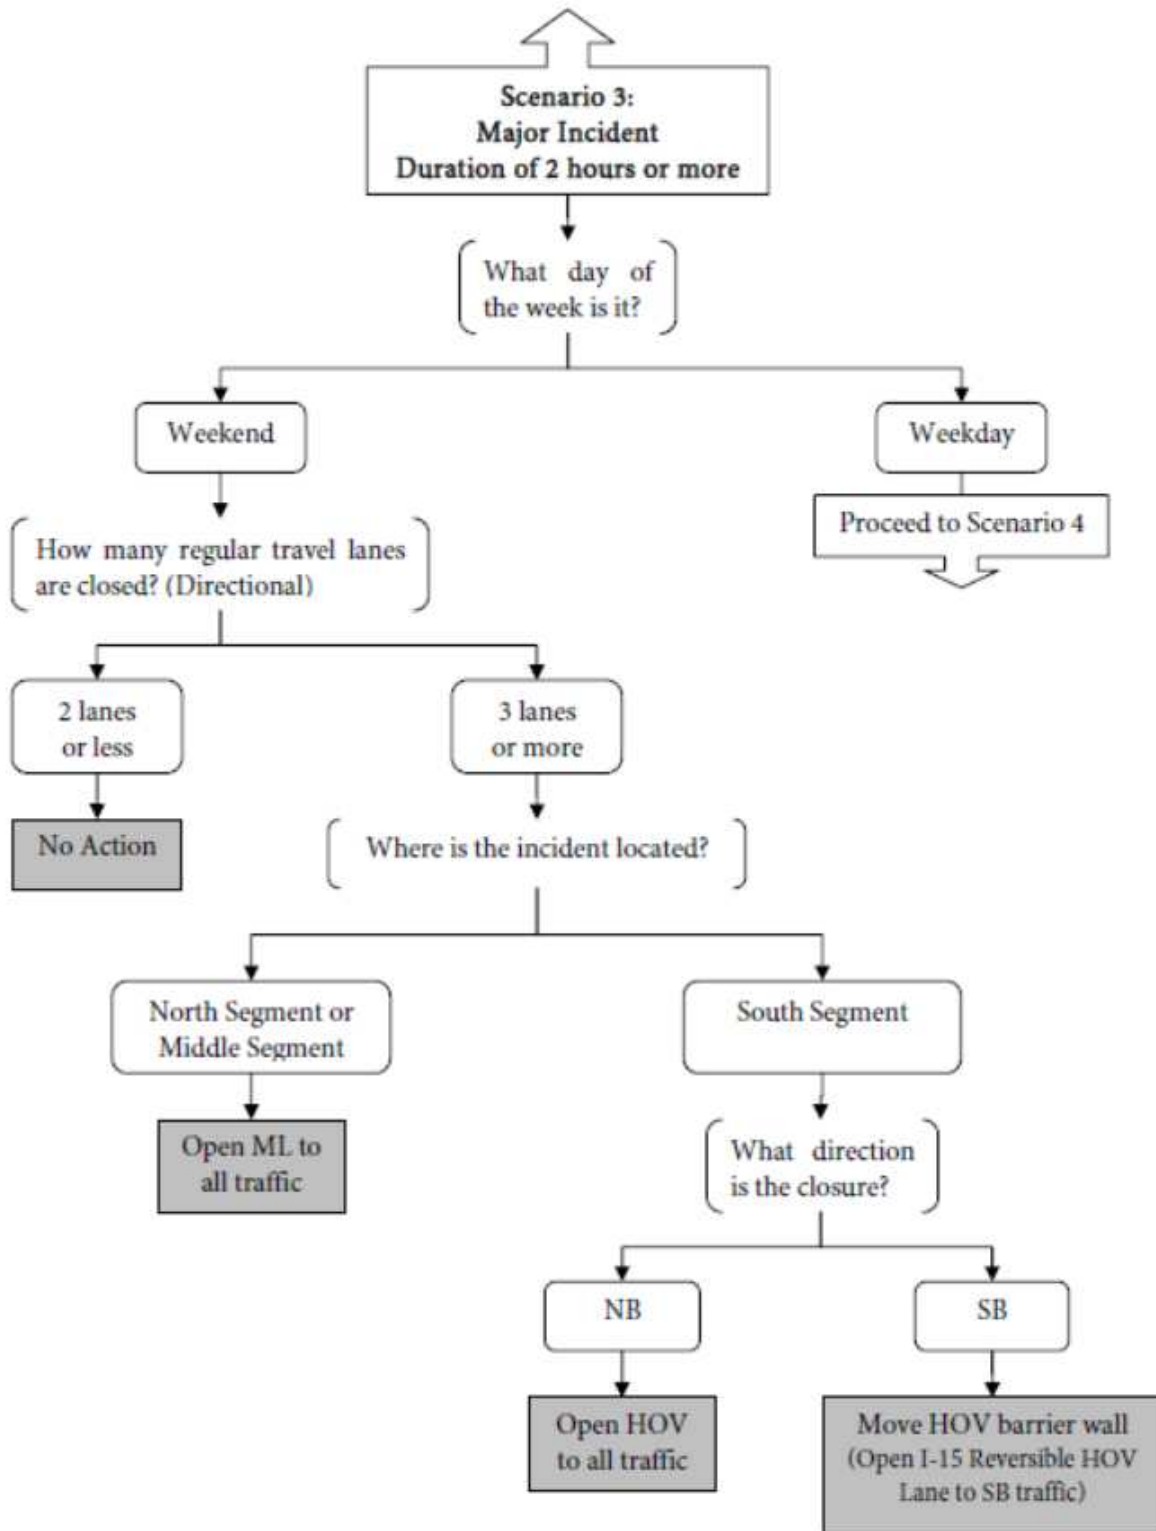 Scenario 3:
Major Incident
Duration of 2 hours or more
What day of
the week is it?
Weekend
Weekday
Proceed to Scenario 4
How many regular travel lanes
are closed? (Directional)
2 lanes
or less
3 lanes
or more
No Action
Where is the incident located?
North Segment or
Middle Segment
South Segment
Open ML to
all traffic
What direction
is the closure?
NB
SB
Open HOV
to all traffic
Move HOV barrier wall
(Open I-15 Reversible HOV
Lane to SB traffic)